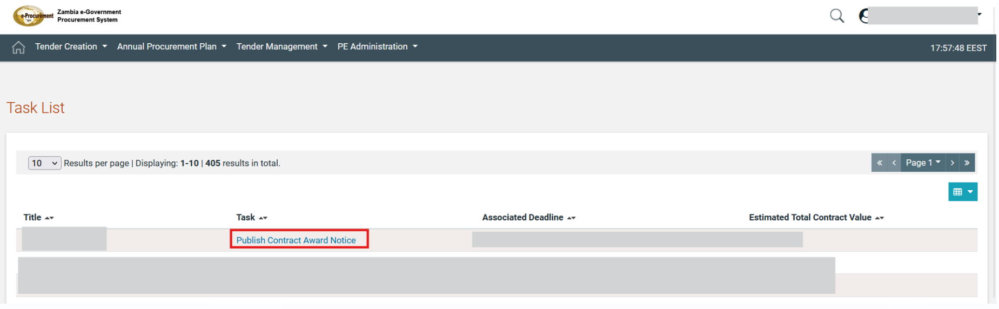 e-Procurement
Zambia e-Government
Procurement System
Tender Creation Annual Procurement Plan Tender Management PE Administration 17:57:48 EEST
Task List
10 Results per page | Displaying: 1-10 | 405 results in total. « ‹ Page 1 › »
Title Task Associated Deadline Estimated Total Contract Value
Publish Contract Award Notice